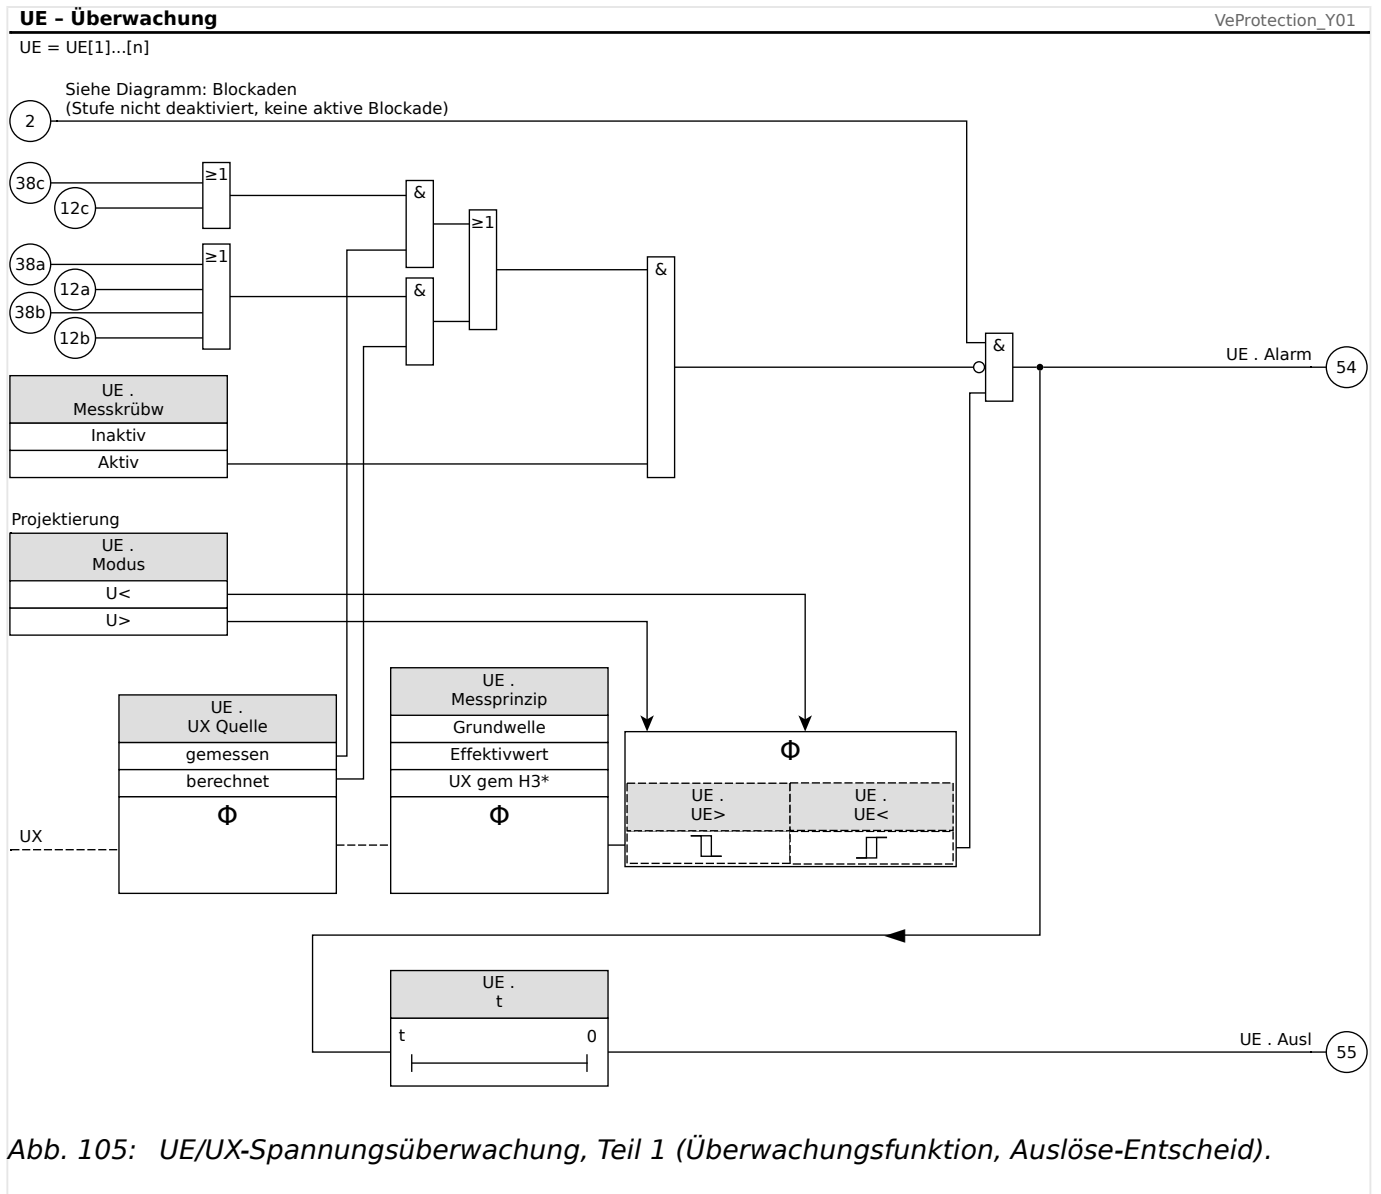 UE – Überwachung
VeProtection_Y01
UE = UE[1]...[n]
Siehe Diagramm: Blockaden
(Stufe nicht deaktiviert, keine aktive Blockade)
2
38c
12c
≥1
&
≥1
38a
12a
38b
12b
≥1
&
&
&
UE . Alarm
54
UE .
Messkrübw
Inaktiv
Aktiv
Projektierung
UE .
Modus
U<
U>
UE .
UX Quelle
gemessen
berechnet
Φ
UX
UE .
Messprinzip
Grundwelle
Effektivwert
UX gem H3*
Φ
Φ
UE .
UE>
UE .
UE<
UE .
t
t
0
UE . Ausl
55
Abb. 105: UE/UX-Spannungsüberwachung, Teil 1 (Überwachungsfunktion, Auslöse-Entscheid).